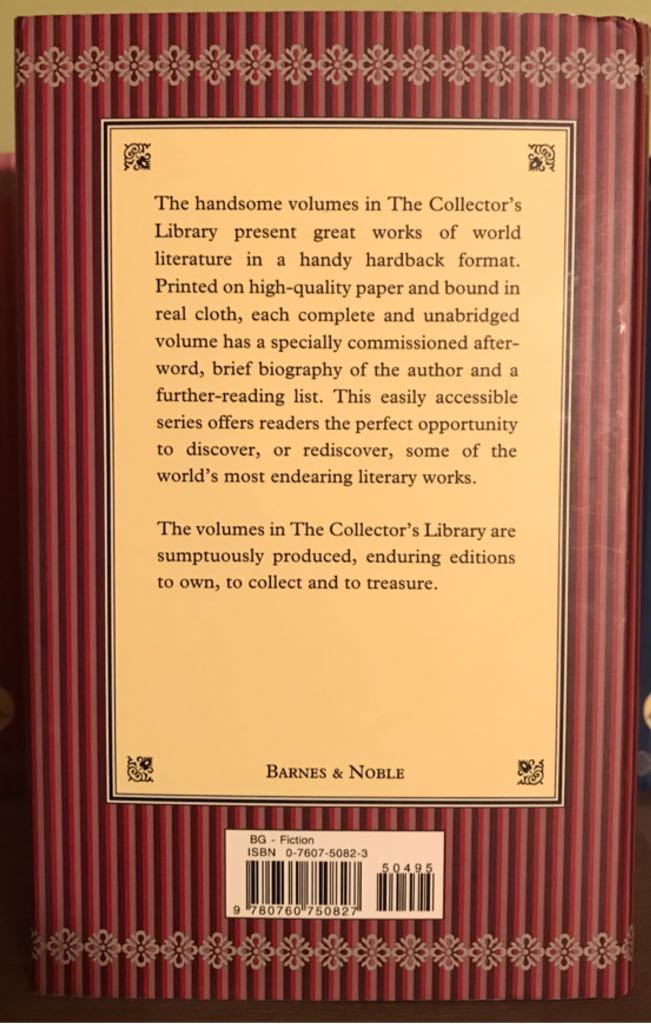 The handsome volumes in The Collector's
Library present great works of world
literature in a handy hardback format.
Printed on high-quality paper and bound in
real cloth, each complete and unabridged
volume has a specially commissioned after-
word, brief biography of the author and a
further-reading list. This easily accessible
series offers readers the perfect opportunity
to discover, or rediscover, some of the
world's most endearing literary works.
The volumes in The Collector's Library are
sumptuously produced, enduring editions
to own, to collect and to treasure.
BARNES & NOBLE
BG - Fiction
ISBN 0-7607-5082-3
50495
9 780760 750827